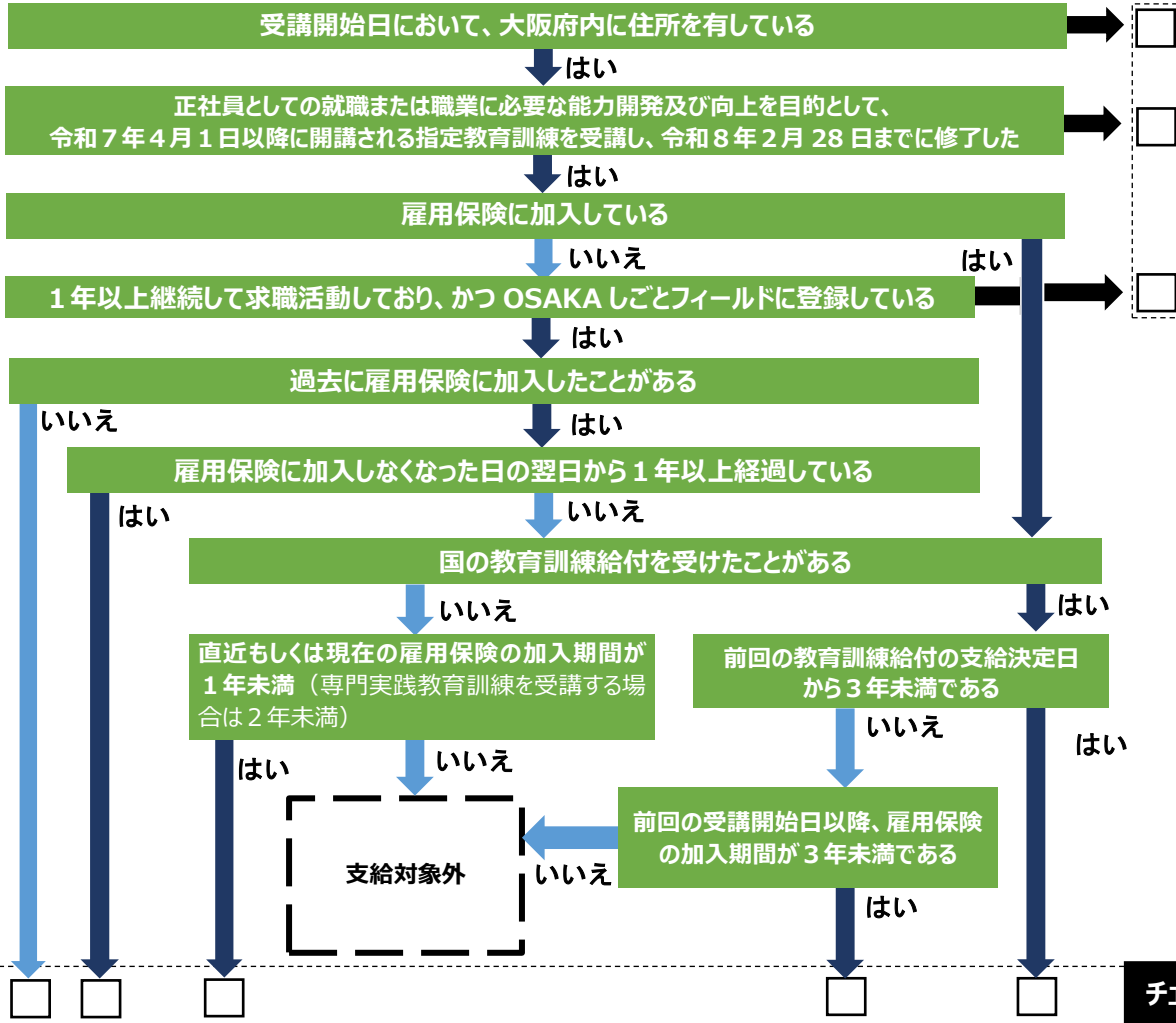 受講開始日において、大阪府内に住所を有している
はい
正社員としての就職または職業に必要な能力開発及び向上を目的として、
令和７年４月１日以降に開講される指定教育訓練を受講し、令和８年２月 28 日までに修了した
はい
雇用保険に加入している
いいえ
はい
１年以上継続して求職活動しており、かつ OSAKA しごとフィールドに登録している
はい
過去に雇用保険に加入したことがある
いいえ
はい
雇用保険に加入しなくなった日の翌日から１年以上経過している
はい
いいえ
国の教育訓練給付を受けたことがある
いいえ
はい
直近もしくは現在の雇用保険の加入期間が
１年未満（専門実践教育訓練を受講する場
合は２年未満）
前回の教育訓練給付の支給決定日
から３年未満である
はい
いいえ
いいえ
はい
支給対象外
いいえ
前回の受講開始日以降、雇用保険
の加入期間が３年未満である
はい
チ